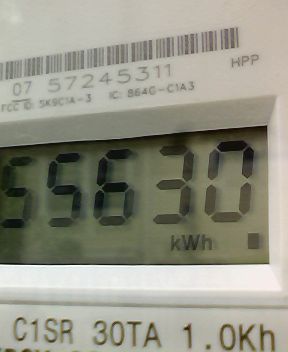 HPP
07 57245311
FCC ID: SK9C1A-3 IC: 864G-C1A3
55630
kWh
C1SR 30TA 1.0Kh